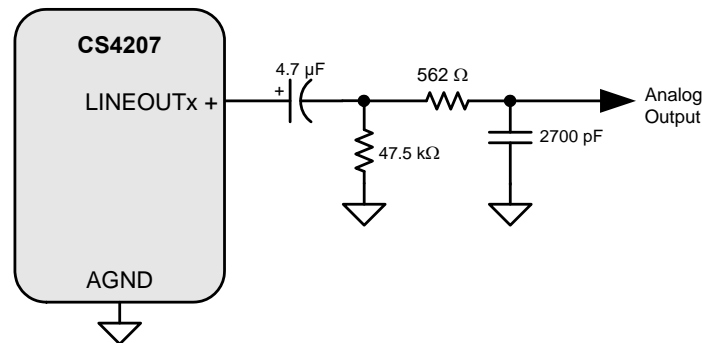 CS4207
4.7 µF
+
LINEOUTx +
562 Ω
Analog
Output
47.5 kΩ
2700 pF
AGND